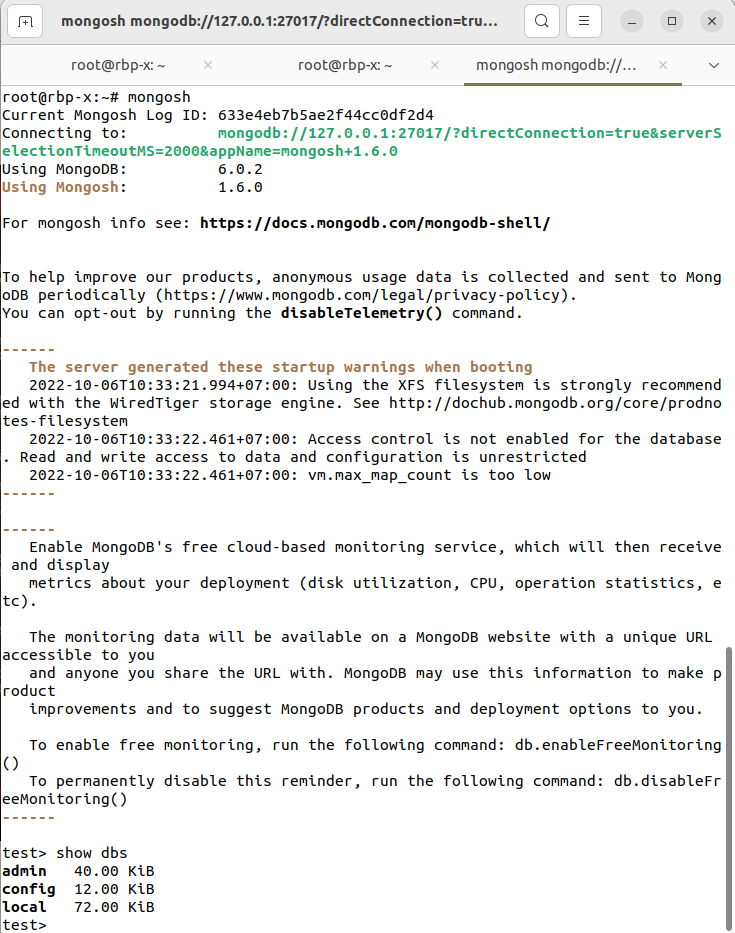 mongosh mongodb://127.0.0.1:27017/?directConnection=tru...
root@rbp-x: ~
root@rbp-x: ~
mongosh mongodb://...
root@rbp-x:~# mongosh
Current Mongosh Log ID: 633e4eb7b5ae2f44cc0df2d4
Connecting to:          mongodb://127.0.0.1:27017/?directConnection=true&serverS
electionTimeoutMS=2000&appName=mongosh+1.6.0
Using MongoDB:          6.0.2
Using Mongosh:          1.6.0
For mongosh info see: https://docs.mongodb.com/mongodb-shell/
To help improve our products, anonymous usage data is collected and sent to Mong
oDB periodically (https://www.mongodb.com/legal/privacy-policy).
You can opt-out by running the disableTelemetry() command.
------
   The server generated these startup warnings when booting
   2022-10-06T10:33:21.994+07:00: Using the XFS filesystem is strongly recommend
ed with the WiredTiger storage engine. See http://dochub.mongodb.org/core/prodno
tes-filesystem
   2022-10-06T10:33:22.461+07:00: Access control is not enabled for the database
. Read and write access to data and configuration is unrestricted
   2022-10-06T10:33:22.461+07:00: vm.max_map_count is too low
------
------
   Enable MongoDB's free cloud-based monitoring service, which will then receive
 and display
   metrics about your deployment (disk utilization, CPU, operation statistics, e
tc).
   The monitoring data will be available on a MongoDB website with a unique URL
accessible to you
   and anyone you share the URL with. MongoDB may use this information to make p
roduct
   improvements and to suggest MongoDB products and deployment options to you.
   To enable free monitoring, run the following command: db.enableFreeMonitoring
()
   To permanently disable this reminder, run the following command: db.disableFr
eeMonitoring()
------
test> show dbs
admin   40.00 KiB
config  12.00 KiB
local   72.00 KiB
test>